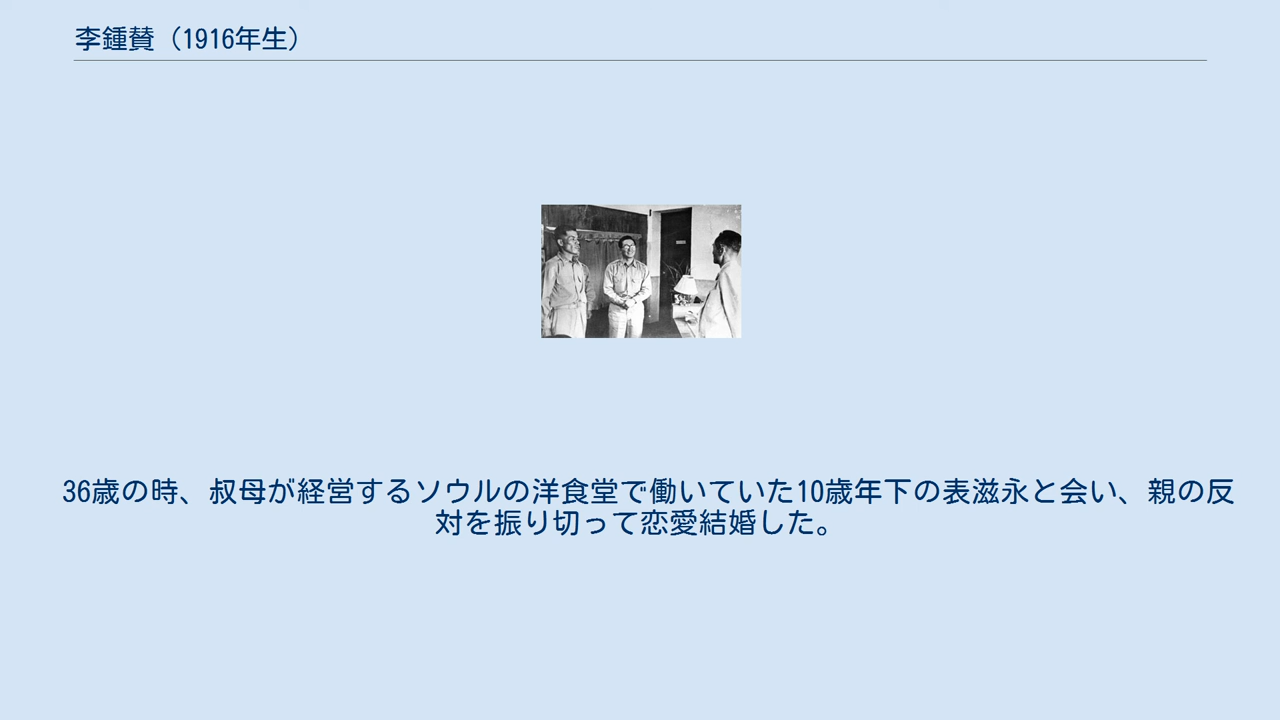 李鍾賛（1916年生）
36歳の時、叔母が経営するソウルの洋食堂で働いていた10歳年下の表滋永と会い、親の反
対を振り切って恋愛結婚した。